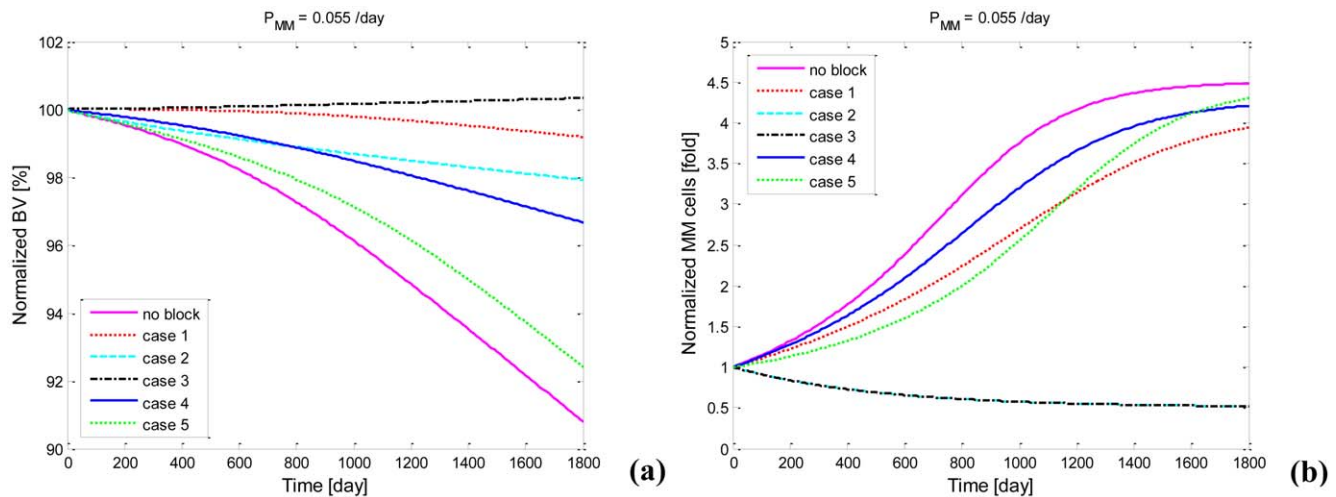 P_MM = 0.055 /day
102
100
98
96
94
92
90
Normalized BV [%]
no block
case 1
case 2
case 3
case 4
case 5
0 200 400 600 800 1000 1200 1400 1600 1800
Time [day]
(a)
P_MM = 0.055 /day
5
4.5
4
3.5
3
2.5
2
1.5
1
0.5
0
Normalized MM cells [fold]
no block
case 1
case 2
case 3
case 4
case 5
0 200 400 600 800 1000 1200 1400 1600 1800
Time [day]
(b)